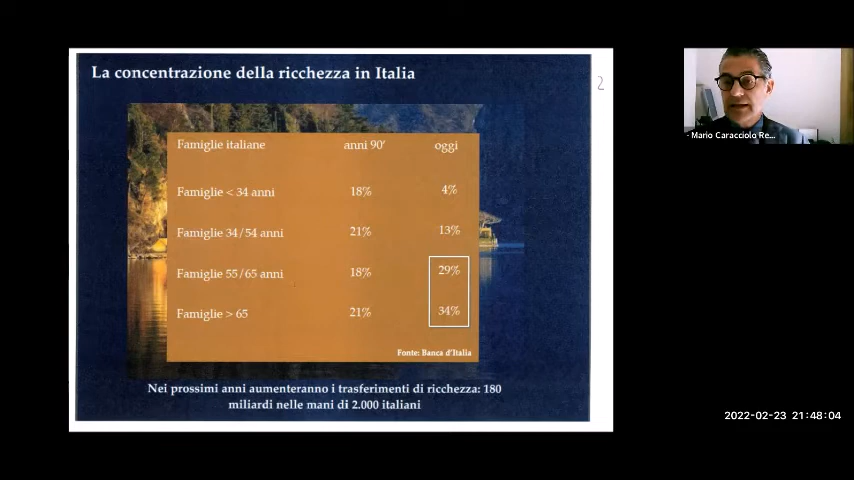 La concentrazione della ricchezza in Italia
2
Famiglie italiane anni 90' oggi
Famiglie < 34 anni 18% 4%
Famiglie 34/54 anni 21% 13%
Famiglie 55/65 anni 18% 29%
Famiglie > 65 21% 34%
Fonte: Banca d'Italia
Nei prossimi anni aumenteranno i trasferimenti di ricchezza: 180
miliardi nelle mani di 2.000 italiani
- Mario Caracciolo Re...
2022-02-23 21:48:04